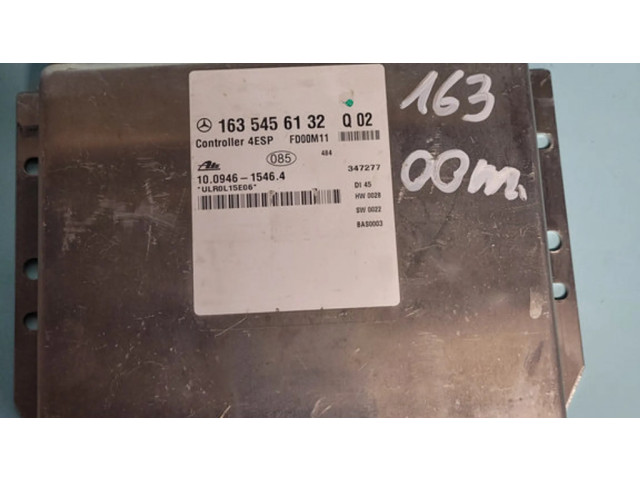 163 545 61 32 Q 02
Controller 4ESP FD00M11
085 484
Ate 347277
10.0946-1546.4 DI 45
*ULR0L15E06* HW 0029
SW 0022
BAS0003
163
00m.